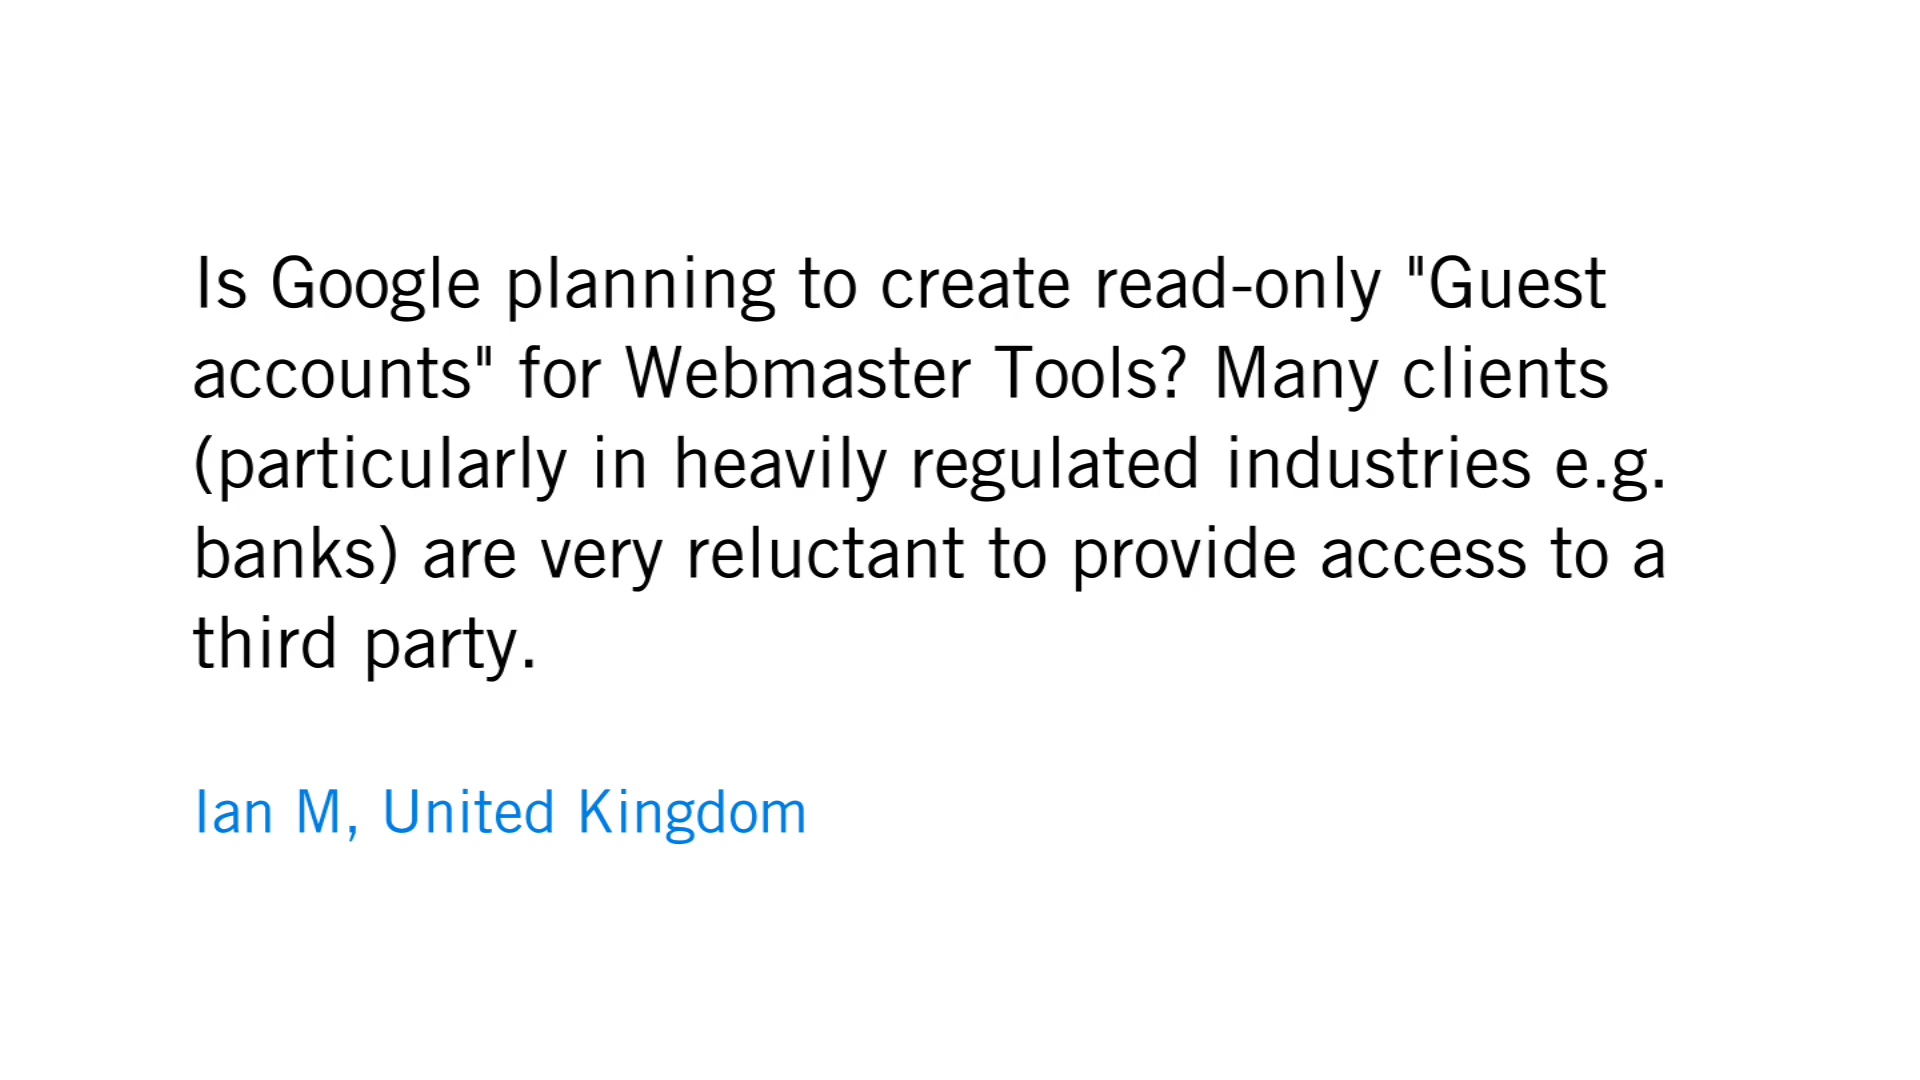 Is Google planning to create read-only "Guest
accounts" for Webmaster Tools? Many clients
(particularly in heavily regulated industries e.g.
banks) are very reluctant to provide access to a
third party.
Ian M, United Kingdom